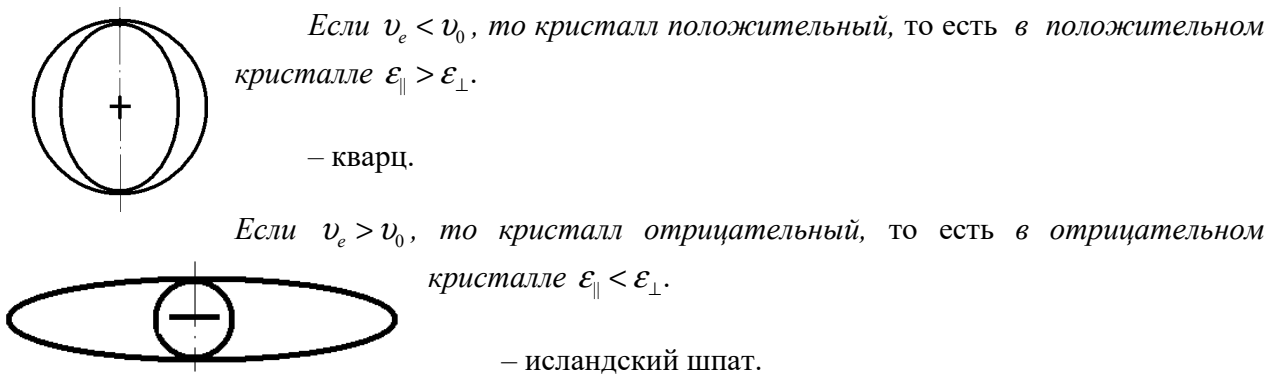 Если υₑ < υ₀, то кристалл положительный, то есть в положительном
кристалле ε∥ > ε⊥.
+
– кварц.
Если υₑ > υ₀, то кристалл отрицательный, то есть в отрицательном
кристалле ε∥ < ε⊥.
—
– исландский шпат.